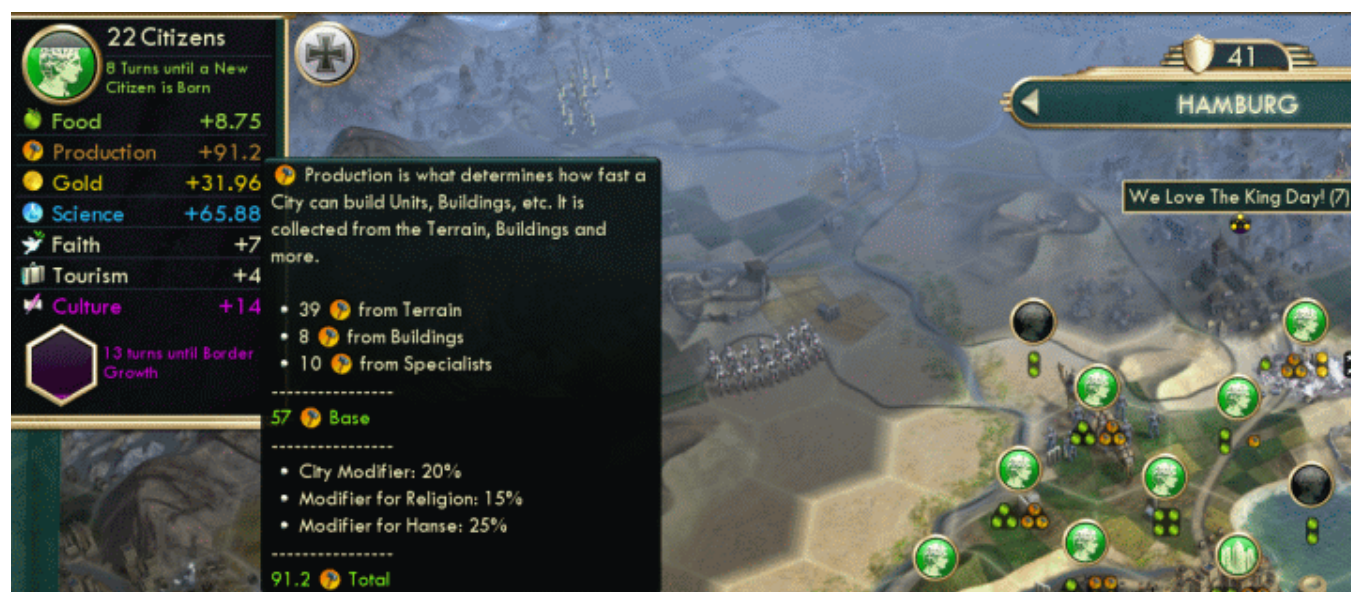 22 Citizens
8 Turns until a New
Citizen is Born
Food +8.75
Production +91.2
Gold +31.96
Science +65.88
Faith +7
Tourism +4
Culture +14
13 turns until Border
Growth
Production is what determines how fast a
City can build Units, Buildings, etc. It is
collected from the Terrain, Buildings and
more.
• 39 from Terrain
• 8 from Buildings
• 10 from Specialists
---------------
57 Base
---------------
• City Modifier: 20%
• Modifier for Religion: 15%
• Modifier for Hanse: 25%
---------------
91.2 Total
41
HAMBURG
We Love The King Day! (7)